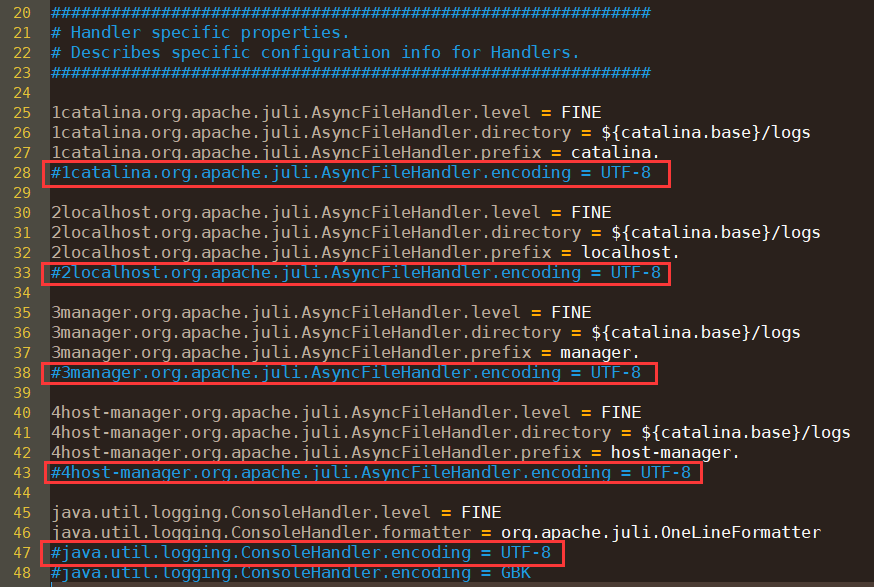 20 ############################################################
21 # Handler specific properties.
22 # Describes specific configuration info for Handlers.
23 ############################################################
24
25 1catalina.org.apache.juli.AsyncFileHandler.level = FINE
26 1catalina.org.apache.juli.AsyncFileHandler.directory = ${catalina.base}/logs
27 1catalina.org.apache.juli.AsyncFileHandler.prefix = catalina.
28 #1catalina.org.apache.juli.AsyncFileHandler.encoding = UTF-8
29
30 2localhost.org.apache.juli.AsyncFileHandler.level = FINE
31 2localhost.org.apache.juli.AsyncFileHandler.directory = ${catalina.base}/logs
32 2localhost.org.apache.juli.AsyncFileHandler.prefix = localhost.
33 #2localhost.org.apache.juli.AsyncFileHandler.encoding = UTF-8
34
35 3manager.org.apache.juli.AsyncFileHandler.level = FINE
36 3manager.org.apache.juli.AsyncFileHandler.directory = ${catalina.base}/logs
37 3manager.org.apache.juli.AsyncFileHandler.prefix = manager.
38 #3manager.org.apache.juli.AsyncFileHandler.encoding = UTF-8
39
40 4host-manager.org.apache.juli.AsyncFileHandler.level = FINE
41 4host-manager.org.apache.juli.AsyncFileHandler.directory = ${catalina.base}/logs
42 4host-manager.org.apache.juli.AsyncFileHandler.prefix = host-manager.
43 #4host-manager.org.apache.juli.AsyncFileHandler.encoding = UTF-8
44
45 java.util.logging.ConsoleHandler.level = FINE
46 java.util.logging.ConsoleHandler.formatter = org.apache.juli.OneLineFormatter
47 #java.util.logging.ConsoleHandler.encoding = UTF-8
48 #java.util.logging.ConsoleHandler.encoding = GBK